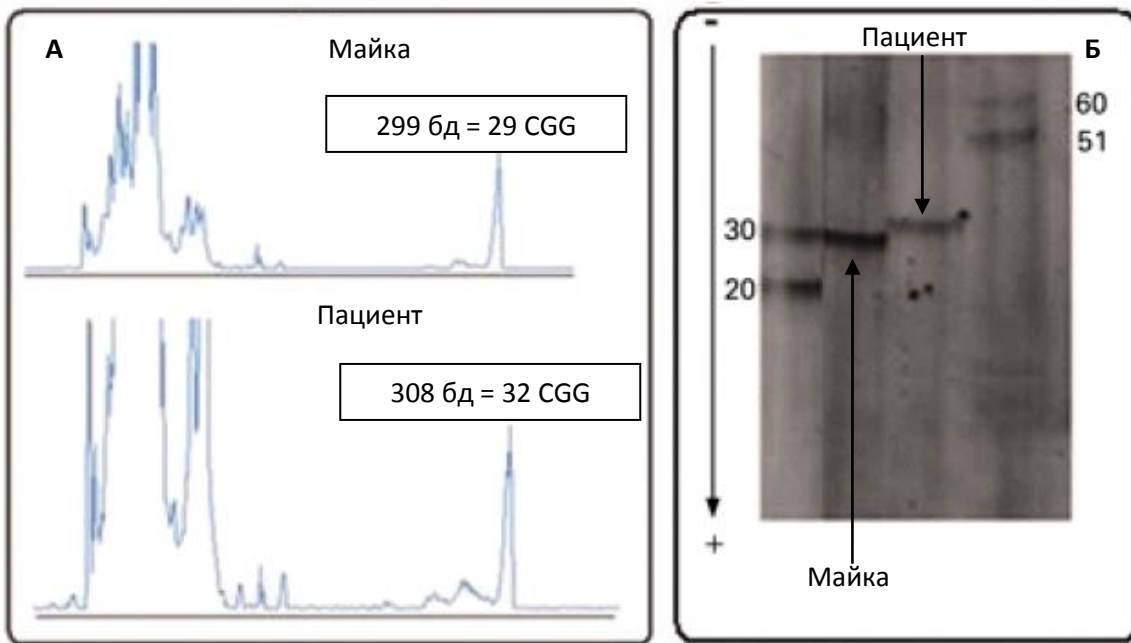 А
Майка
299 бд = 29 CGG
Пациент
308 бд = 32 CGG
-
Пациент
Б
60
51
30
20
+
Майка